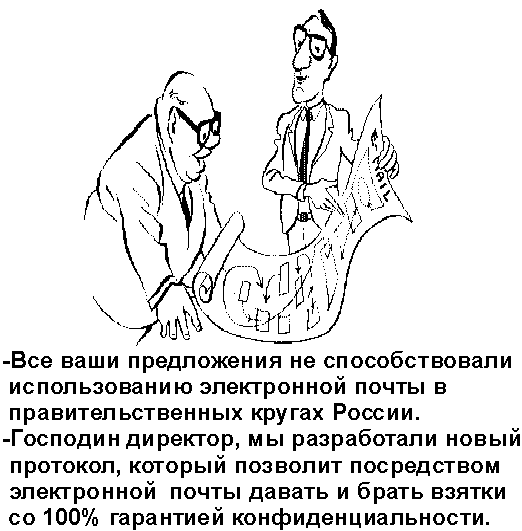 E-MAIL
-Все ваши предложения не способствовали
использованию электронной почты в
правительственных кругах России.
-Господин директор, мы разработали новый
протокол, который позволит посредством
электронной почты давать и брать взятки
со 100% гарантией конфиденциальности.